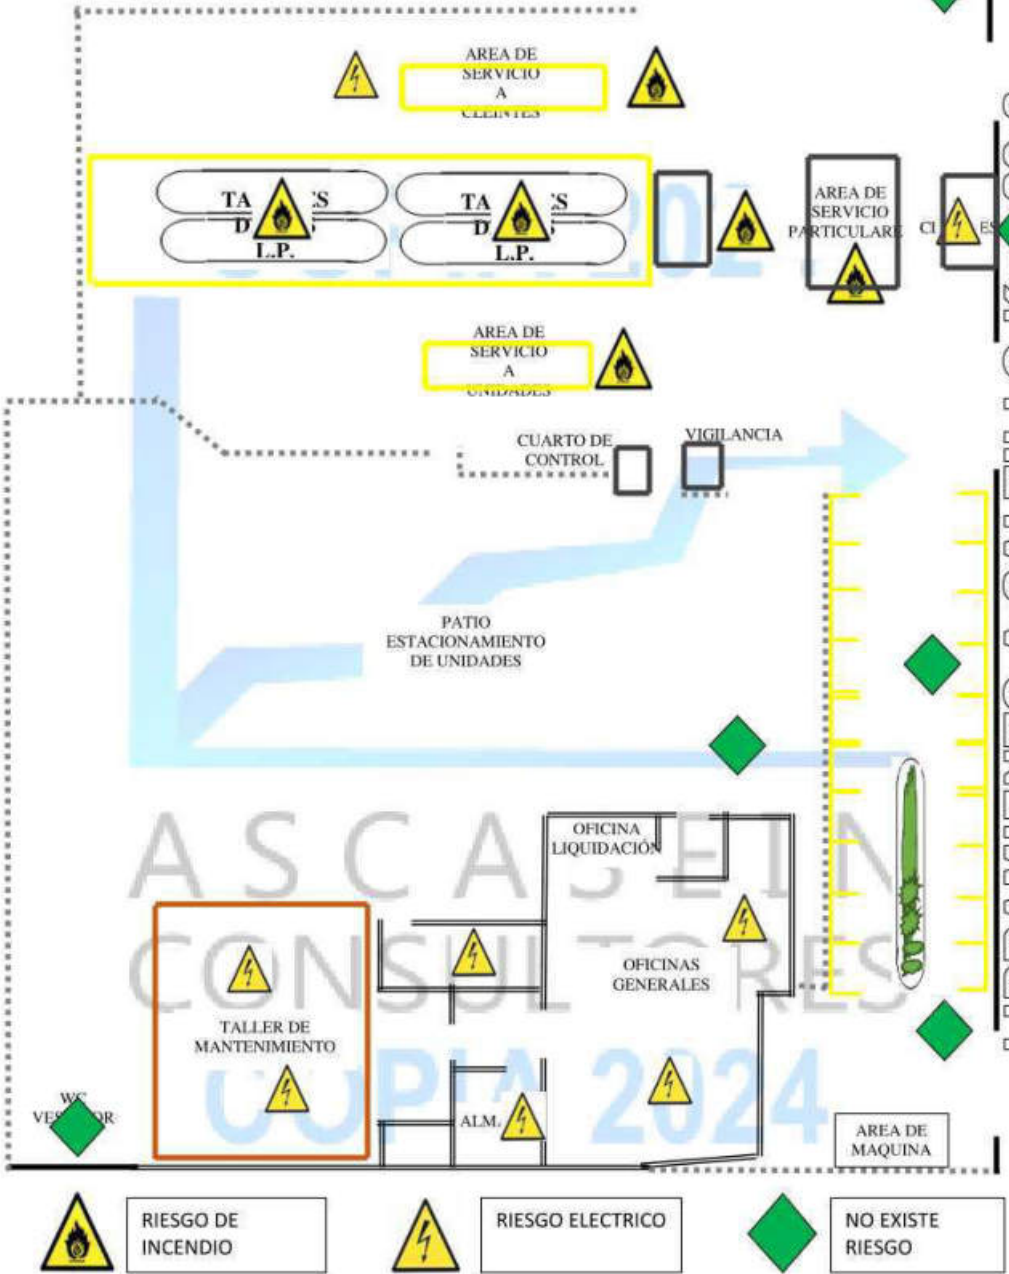 AREA DE
SERVICIO
A
CLEINTES
L.P.
L.P.
AREA DE
SERVICIO
PARTICULARE
AREA DE
SERVICIO
A
UNIDADES
CUARTO DE
CONTROL
VIGILANCIA
PATIO
ESTACIONAMIENTO
DE UNIDADES
ASCASEIN
CONSULTORES
COPIA 2024
OFICINA
LIQUIDACIÓN
OFICINAS
GENERALES
TALLER DE
MANTENIMIENTO
WC
ALM.
AREA DE
MAQUINA
RIESGO DE
INCENDIO
RIESGO ELECTRICO
NO EXISTE
RIESGO